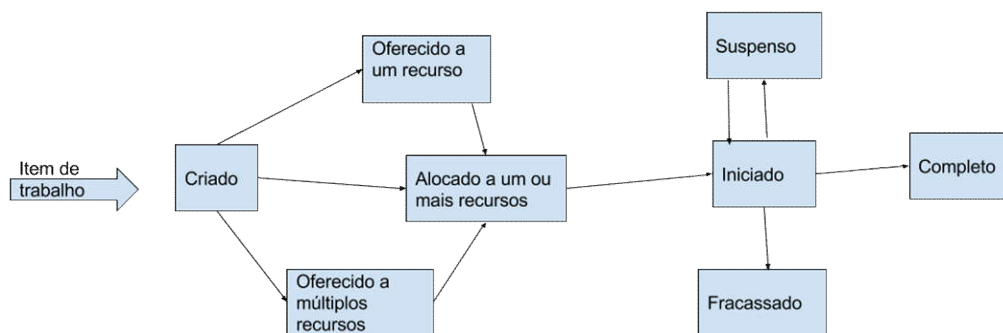 Item de
trabalho
Criado
Oferecido a
um recurso
Alocado a um ou
mais recursos
Oferecido a
múltiplos
recursos
Suspenso
Iniciado
Fracassado
Completo